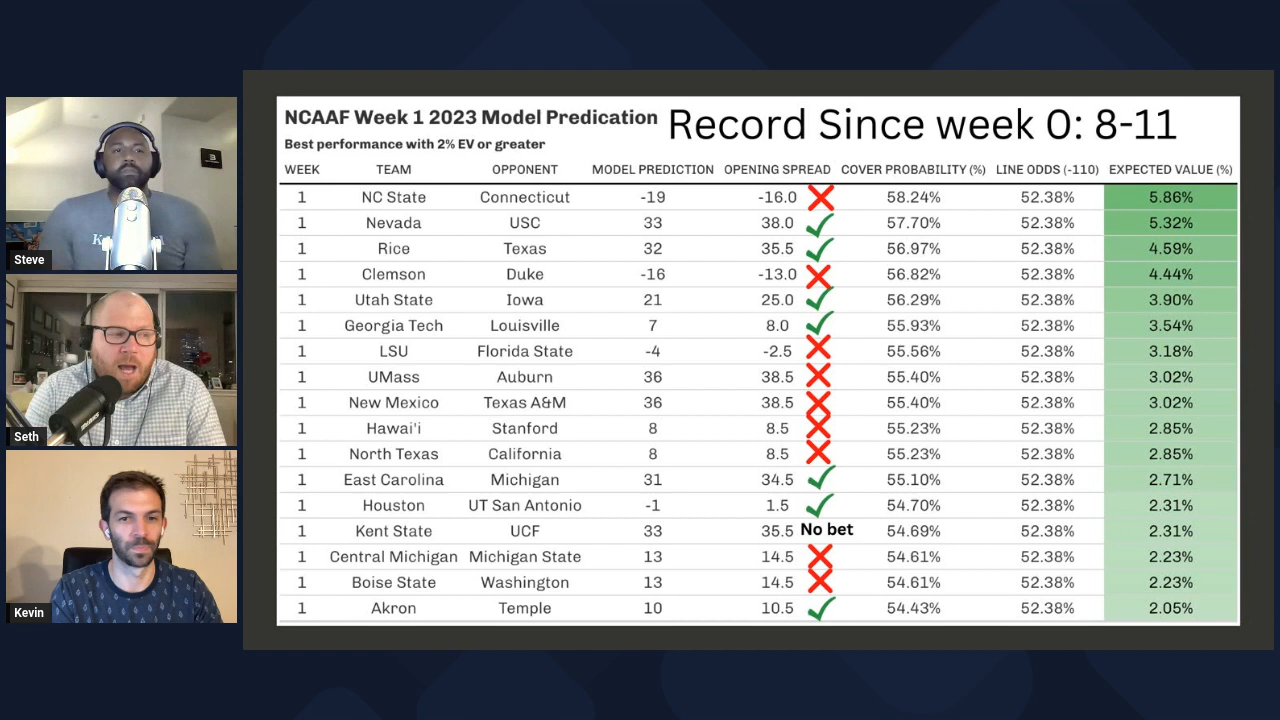 NCAAF Week 1 2023 Model Predication
Record Since week 0: 8-11
Best performance with 2% EV or greater
WEEK TEAM OPPONENT MODEL PREDICTION OPENING SPREAD COVER PROBABILITY (%) LINE ODDS (-110) EXPECTED VALUE (%)
1 NC State Connecticut -19 -16.0 58.24% 52.38% 5.86%
1 Nevada USC 33 38.0 57.70% 52.38% 5.32%
1 Rice Texas 32 35.5 56.97% 52.38% 4.59%
1 Clemson Duke -16 -13.0 56.82% 52.38% 4.44%
1 Utah State Iowa 21 25.0 56.29% 52.38% 3.90%
1 Georgia Tech Louisville 7 8.0 55.93% 52.38% 3.54%
1 LSU Florida State -4 -2.5 55.56% 52.38% 3.18%
1 UMass Auburn 36 38.5 55.40% 52.38% 3.02%
1 New Mexico Texas A&M 36 38.5 55.40% 52.38% 3.02%
1 Hawai'i Stanford 8 8.5 55.23% 52.38% 2.85%
1 North Texas California 8 8.5 55.23% 52.38% 2.85%
1 East Carolina Michigan 31 34.5 55.10% 52.38% 2.71%
1 Houston UT San Antonio -1 1.5 54.70% 52.38% 2.31%
1 Kent State UCF 33 35.5 No bet 54.69% 52.38% 2.31%
1 Central Michigan Michigan State 13 14.5 54.61% 52.38% 2.23%
1 Boise State Washington 13 14.5 54.61% 52.38% 2.23%
1 Akron Temple 10 10.5 54.43% 52.38% 2.05%
Steve
Seth
Kevin